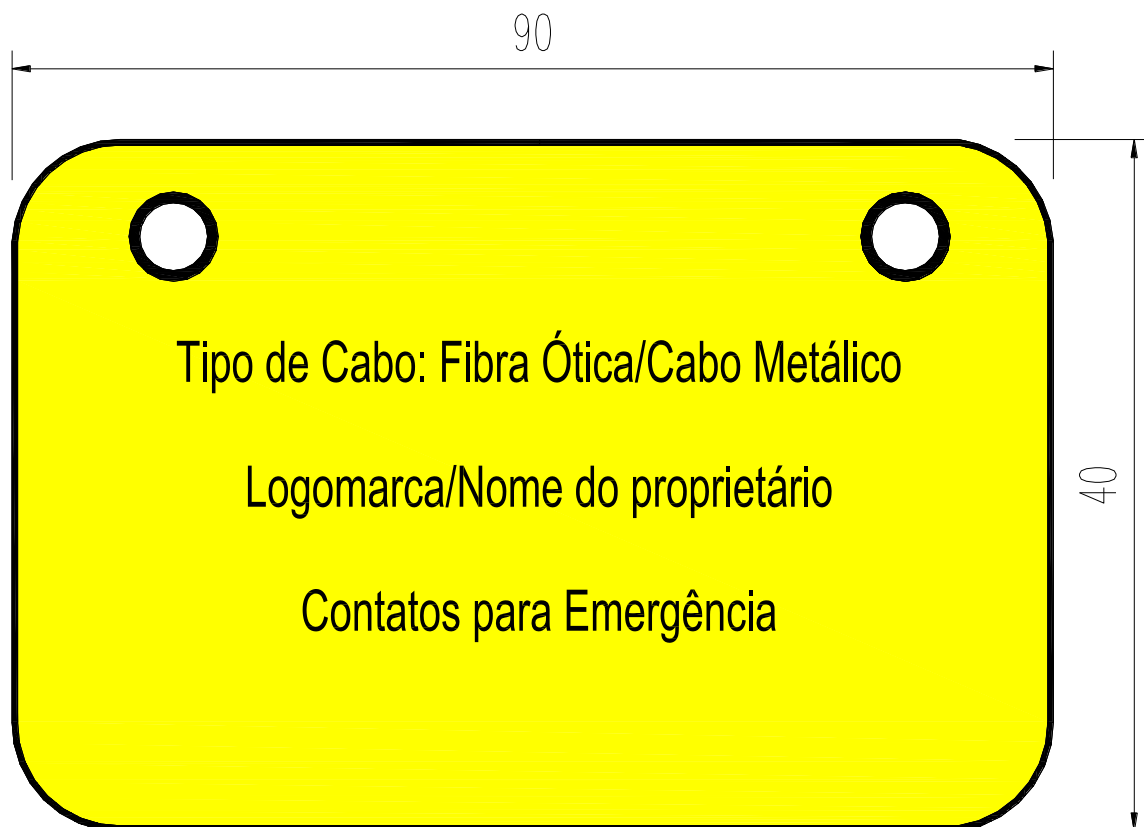 90
Tipo de Cabo: Fibra Ótica/Cabo Metálico
Logomarca/Nome do proprietário
40
Contatos para Emergência